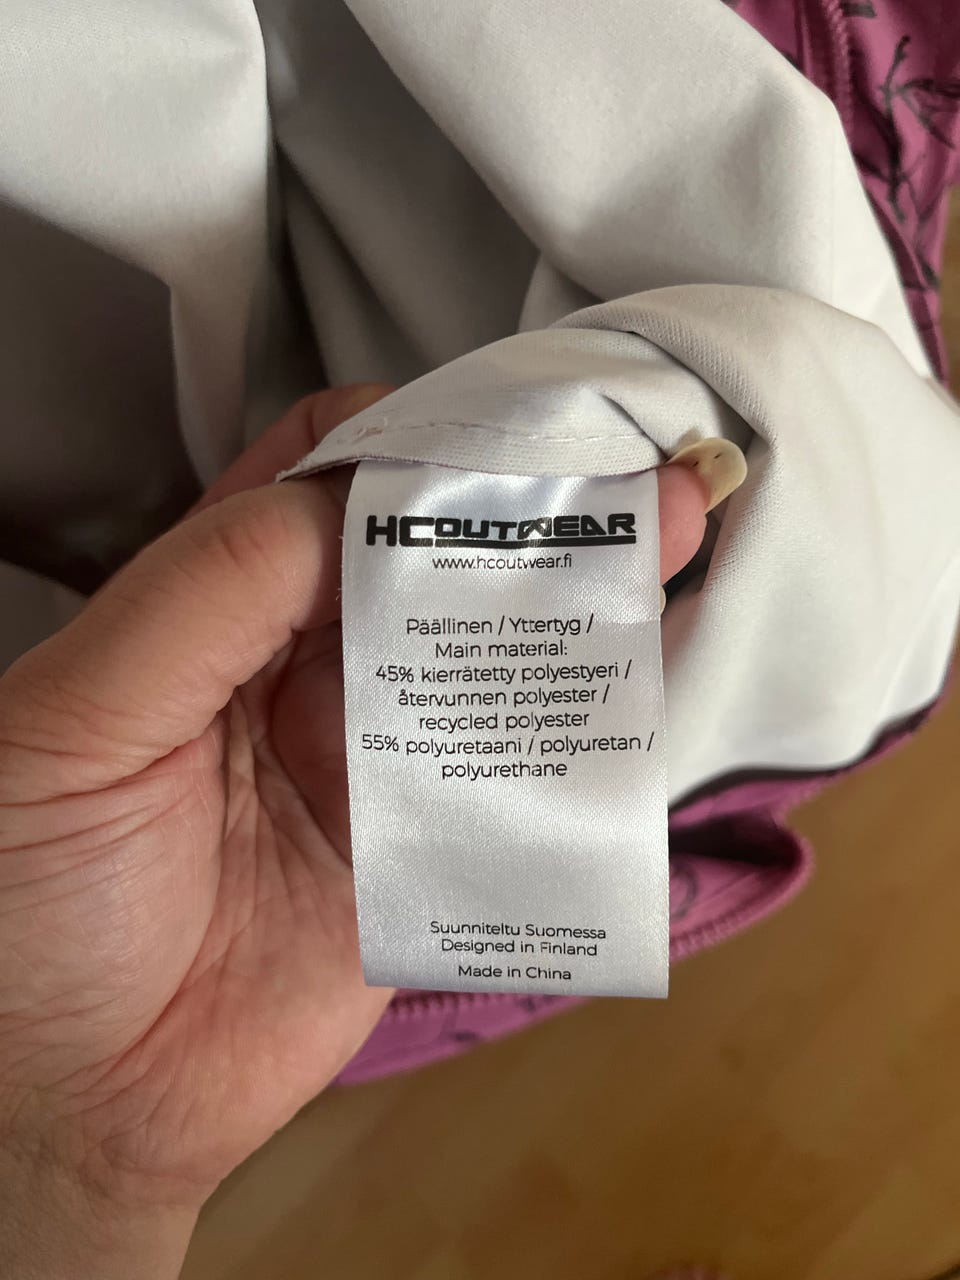 HCOUTWEAR
www.hcoutwear.fi
Päällinen / Yttertyg /
Main material:
45% kierrätetty polyestyeri /
återvunnen polyester /
recycled polyester
55% polyuretaani / polyuretan /
polyurethane
Suunniteltu Suomessa
Designed in Finland
Made in China